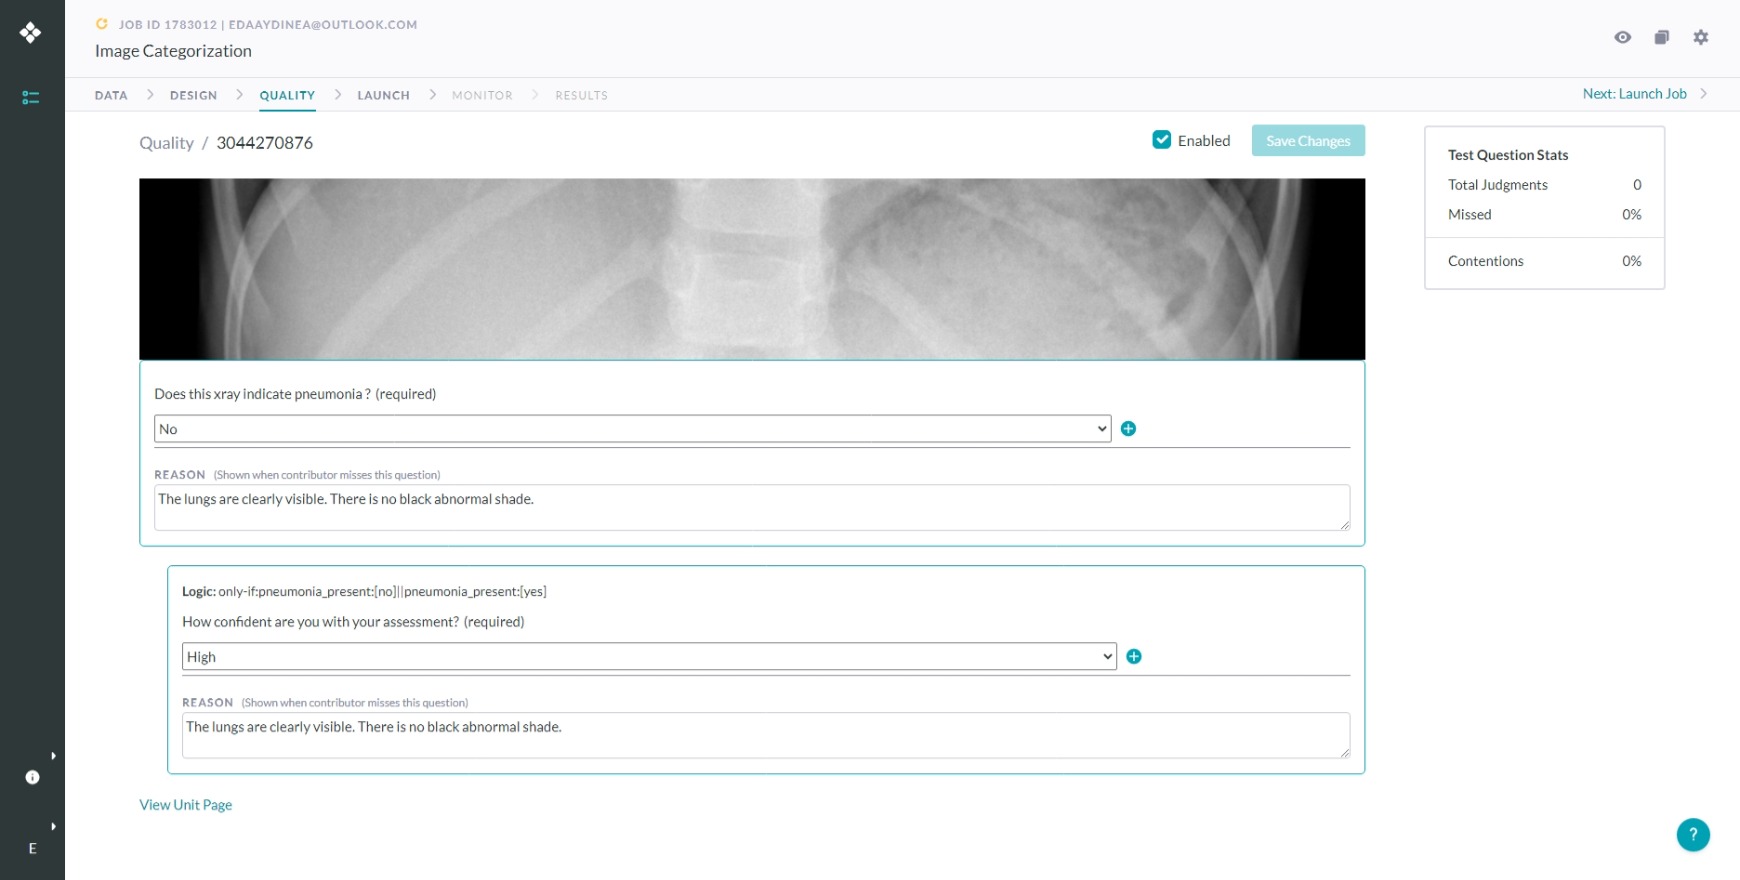 JOB ID 1783012 | EDAAYDINEA@OUTLOOK.COM
Image Categorization
DATA DESIGN QUALITY LAUNCH MONITOR RESULTS
Next: Launch Job
Quality / 3044270876
Enabled
Save Changes
Test Question Stats
Total Judgments 0
Missed 0%
Contentions 0%
Does this xray indicate pneumonia ? (required)
No
REASON (Shown when contributor misses this question)
The lungs are clearly visible. There is no black abnormal shade.
Logic: only-if:pneumonia_present:[no]||pneumonia_present:[yes]
How confident are you with your assessment? (required)
High
REASON (Shown when contributor misses this question)
The lungs are clearly visible. There is no black abnormal shade.
View Unit Page
E
?